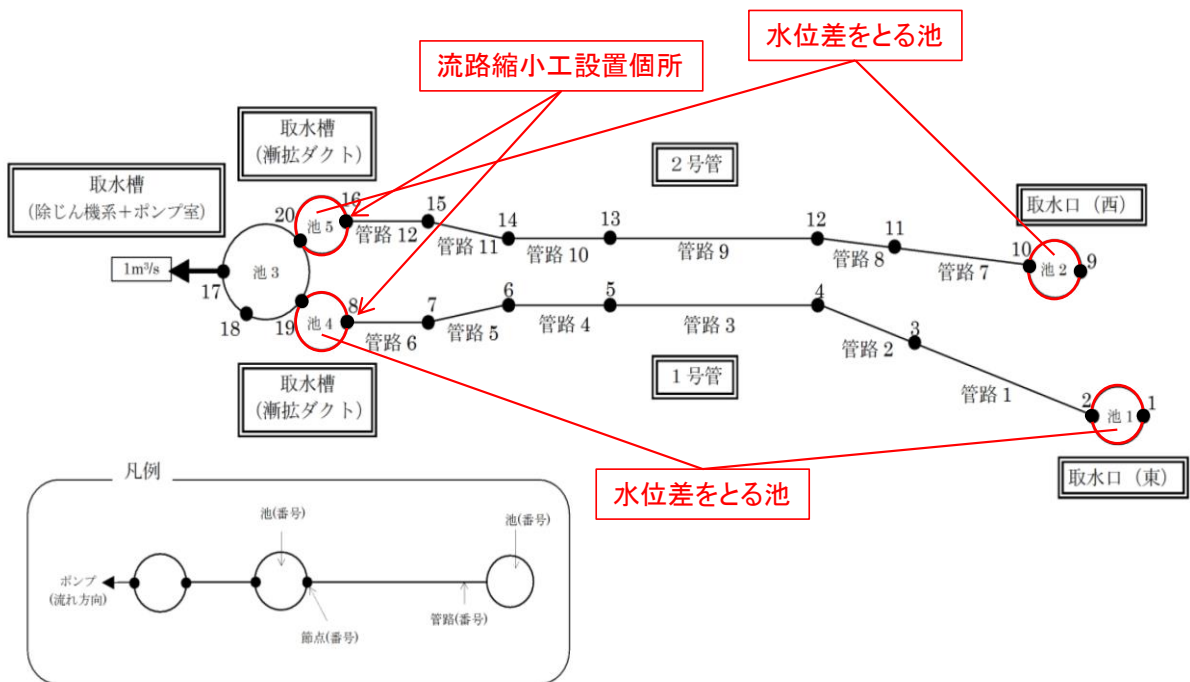 水位差をとる池
流路縮小工設置個所
取水槽
(漸拡ダクト)
取水槽
(除じん機系+ポンプ室)
2号管
取水口(西)
20
池5
16
管路12
15
管路11
14
管路10
13
管路9
12
管路8
11
管路7
10
池2
9
1m³/s
17
池3
18
19
池4
8
管路6
7
管路5
6
管路4
5
管路3
4
管路2
3
管路1
2
池1
1
取水槽
(漸拡ダクト)
1号管
取水口(東)
水位差をとる池
凡例
池(番号)
池(番号)
ポンプ
(流れ方向)
節点(番号)
管路(番号)